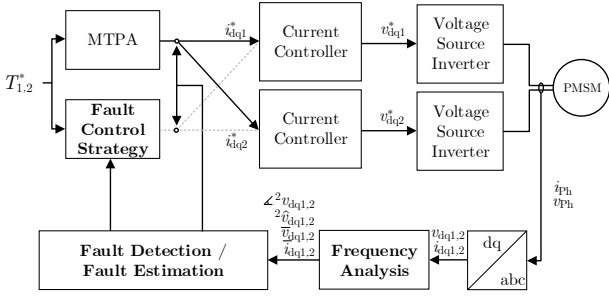 MTPA
i*dq1
Current
Controller
v*dq1
Voltage
Source
Inverter
T*1,2
PMSM
Fault
Control
Strategy
i*dq2
Current
Controller
v*dq2
Voltage
Source
Inverter
iPh
vPh
∡²vdq1,2
²v̂dq1,2
v̅dq1,2
i̅dq1,2
vdq1,2
idq1,2
Fault Detection /
Fault Estimation
Frequency
Analysis
dq
abc